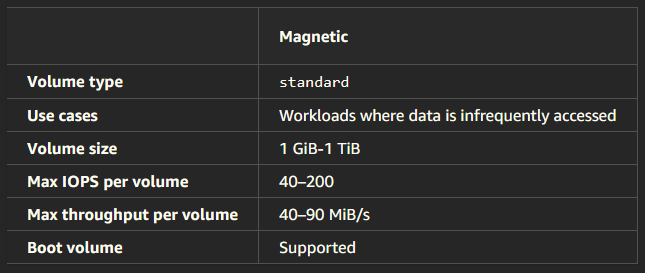 Magnetic
Volume type standard
Use cases Workloads where data is infrequently accessed
Volume size 1 GiB-1 TiB
Max IOPS per volume 40–200
Max throughput per volume 40–90 MiB/s
Boot volume Supported